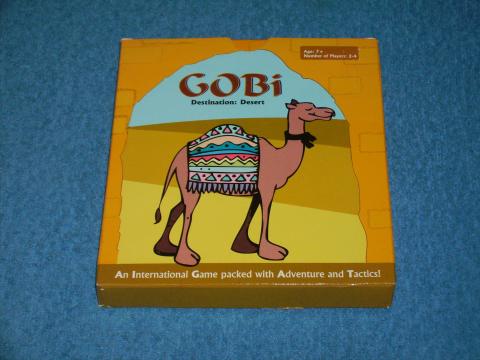 Age: 7+
Number of Players: 2-4
GOBi
Destination: Desert
An International Game packed with Adventure and Tactics!